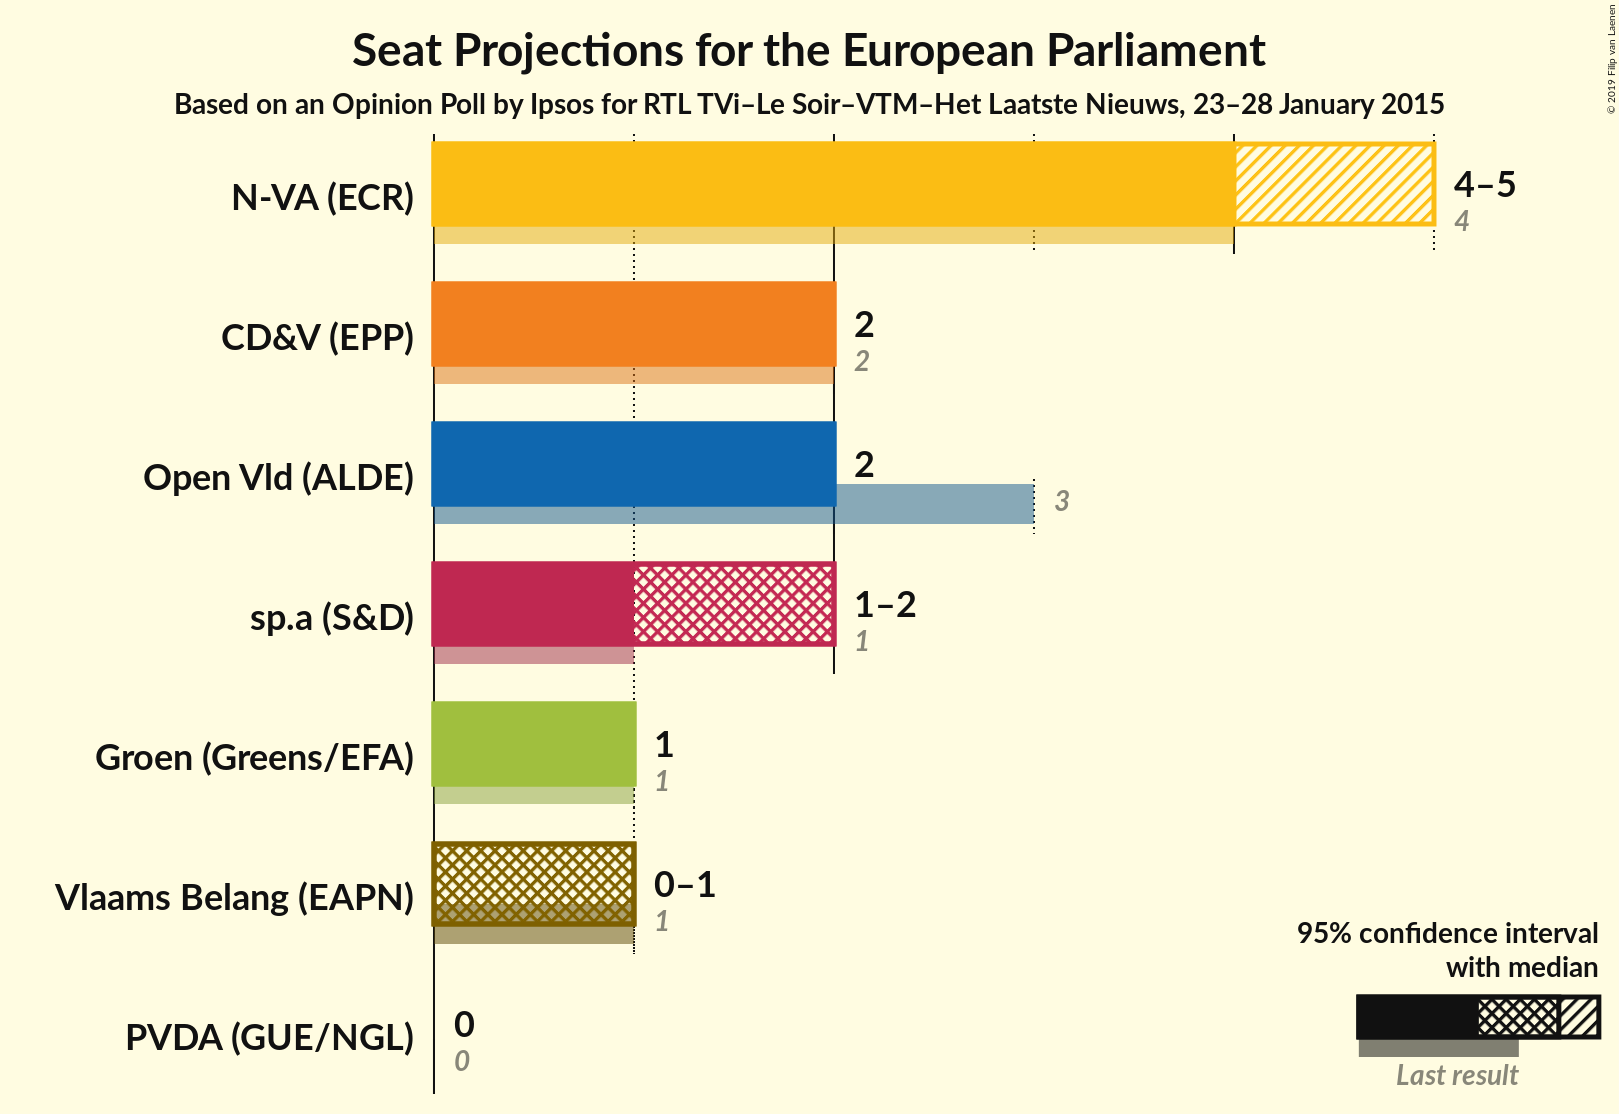 Seat Projections for the European Parliament
Based on an Opinion Poll by Ipsos for RTL TVi–Le Soir–VTM–Het Laatste Nieuws, 23–28 January 2015
© 2019 Filip van Laenen
N-VA (ECR)
4–5
4
CD&V (EPP)
2
2
Open Vld (ALDE)
2
3
sp.a (S&D)
1–2
1
Groen (Greens/EFA)
1
1
Vlaams Belang (EAPN)
0–1
1
PVDA (GUE/NGL)
0
0
95% confidence interval
with median
Last result